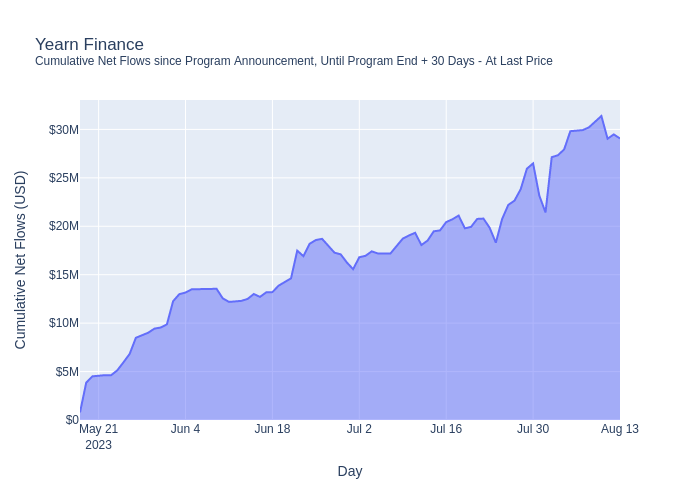 Yearn Finance
Cumulative Net Flows since Program Announcement, Until Program End + 30 Days - At Last Price
Cumulative Net Flows (USD)
$30M
$25M
$20M
$15M
$10M
$5M
$0
May 21 Jun 4 Jun 18 Jul 2 Jul 16 Jul 30 Aug 13
2023
Day